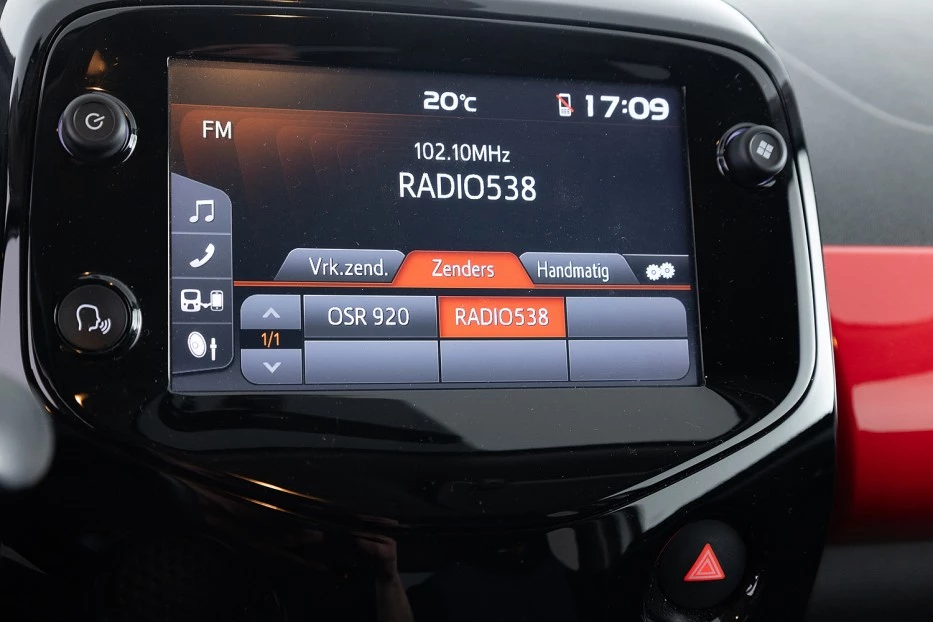 20°C 17:09
FM
102.10MHz
RADIO538
Vrk.zend. Zenders Handmatig
OSR 920 RADIO538
1/1